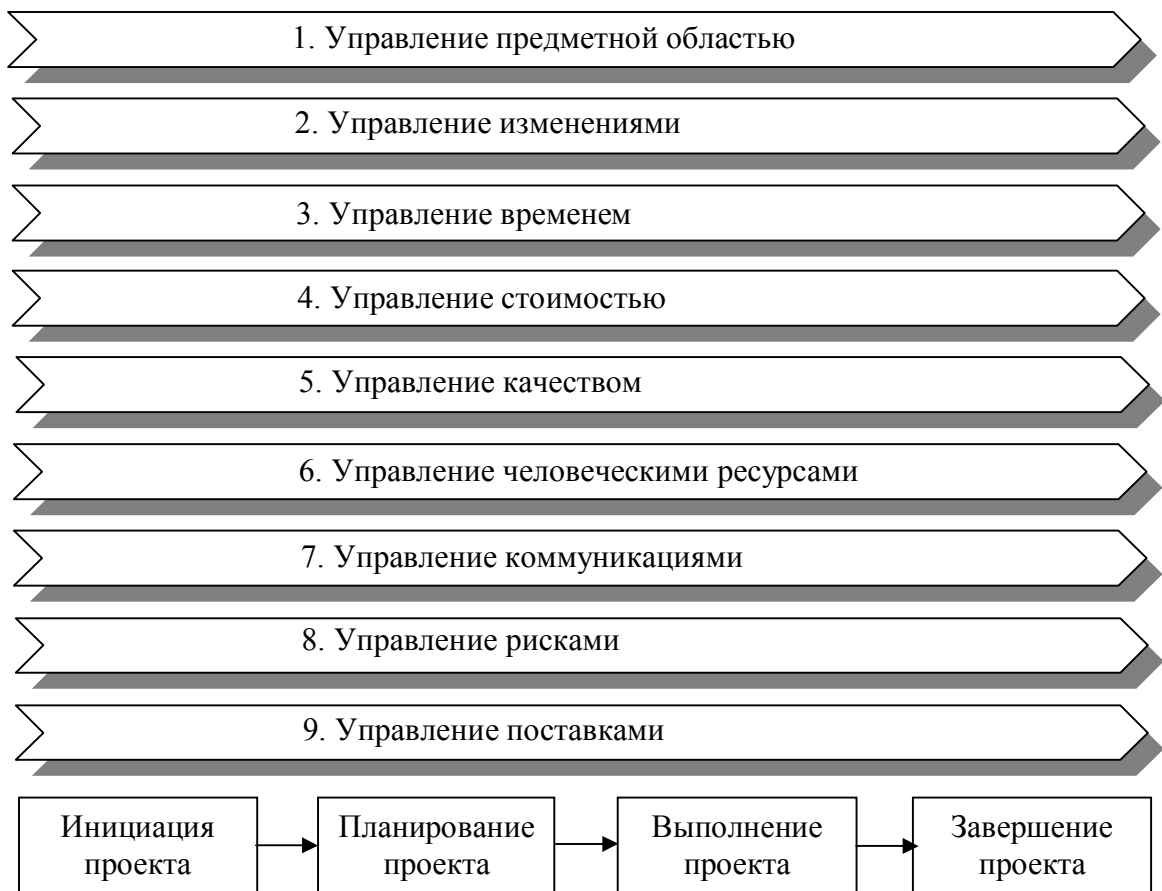 1. Управление предметной областью
2. Управление изменениями
3. Управление временем
4. Управление стоимостью
5. Управление качеством
6. Управление человеческими ресурсами
7. Управление коммуникациями
8. Управление рисками
9. Управление поставками
Инициация
проекта
Планирование
проекта
Выполнение
проекта
Завершение
проекта